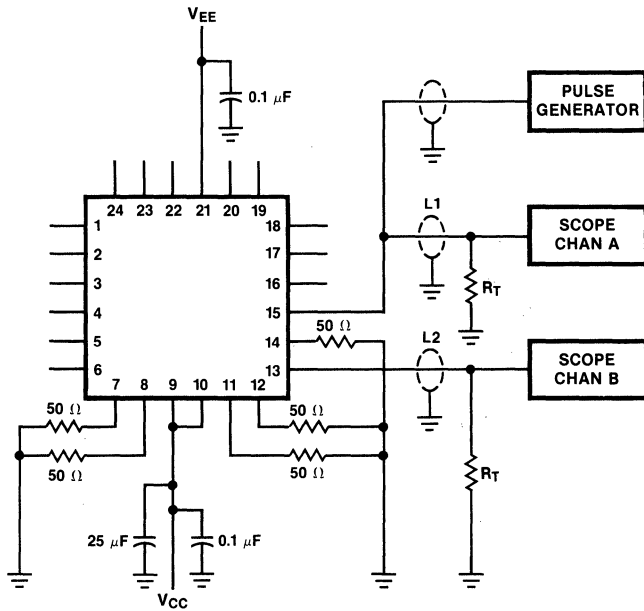 VEE
0.1 µF
PULSE
GENERATOR
24 23 22 21 20 19
L1
1
18
SCOPE
CHAN A
2
17
3
16
RT
4
15
50 Ω
5
14
L2
6
13
SCOPE
CHAN B
7 8 9 10 11 12
50 Ω
50 Ω
50 Ω
50 Ω
RT
25 µF
0.1 µF
VCC